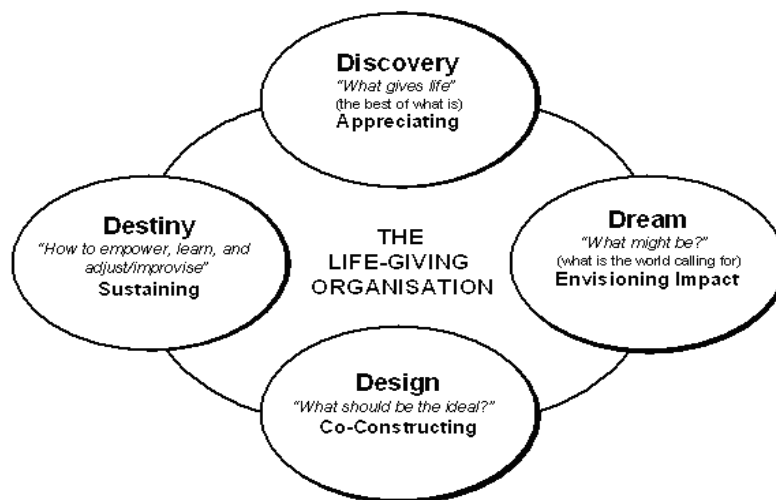 Discovery
“What gives life”
(the best of what is)
Appreciating
Dream
“What might be?”
(what is the world calling for)
Envisioning Impact
Design
“What should be the ideal?”
Co-Constructing
Destiny
“How to empower, learn, and
adjust/improvise”
Sustaining
THE
LIFE-GIVING
ORGANISATION